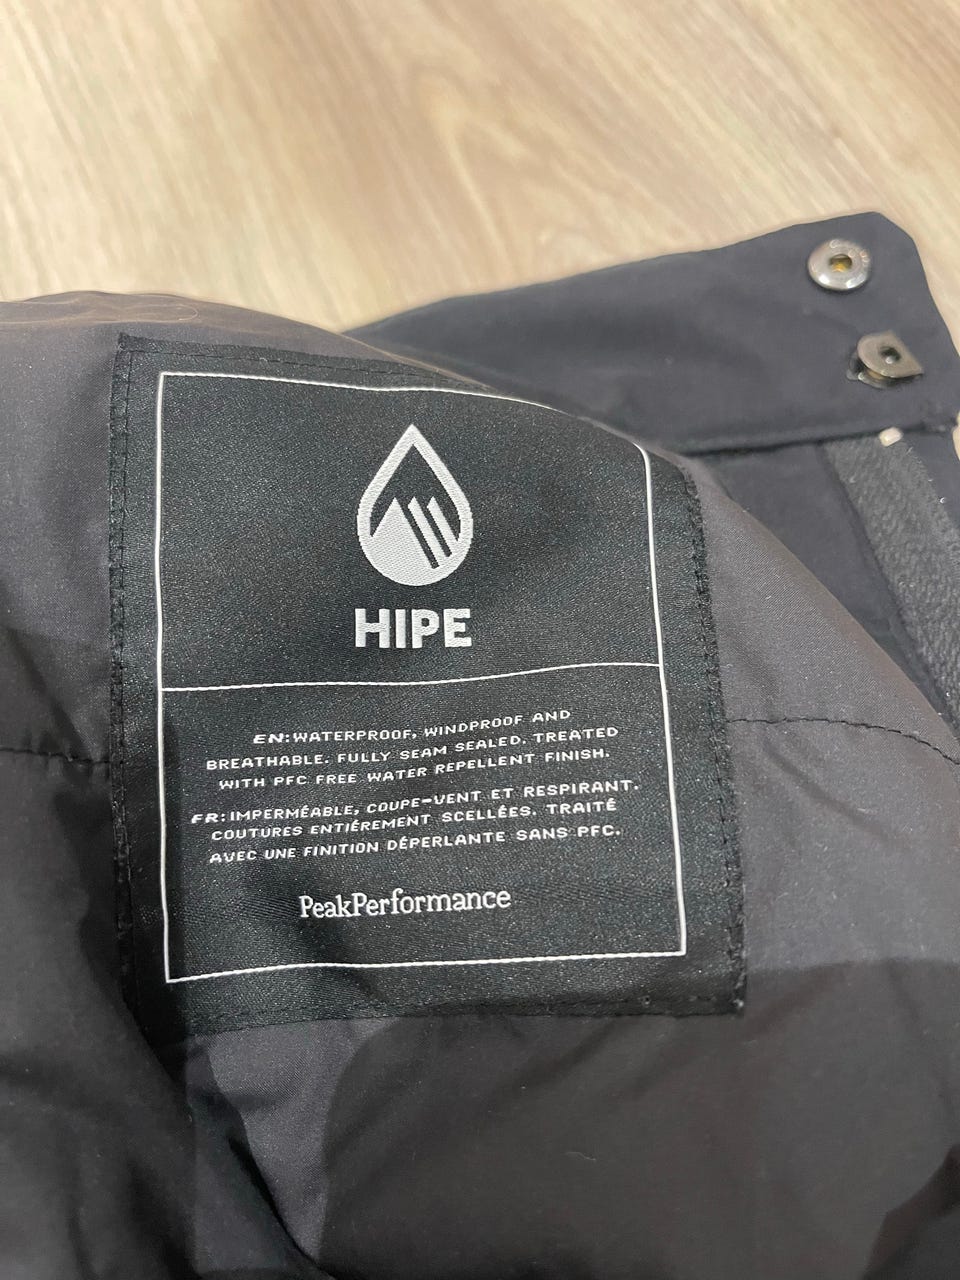 HIPE
EN: WATERPROOF, WINDPROOF AND
BREATHABLE. FULLY SEAM SEALED. TREATED
WITH PFC FREE WATER REPELLENT FINISH.
FR: IMPERMÉABLE, COUPE-VENT ET RESPIRANT.
COUTURES ENTIÈREMENT SCELLÉES. TRAITÉ
AVEC UNE FINITION DÉPERLANTE SANS PFC.
PeakPerformance